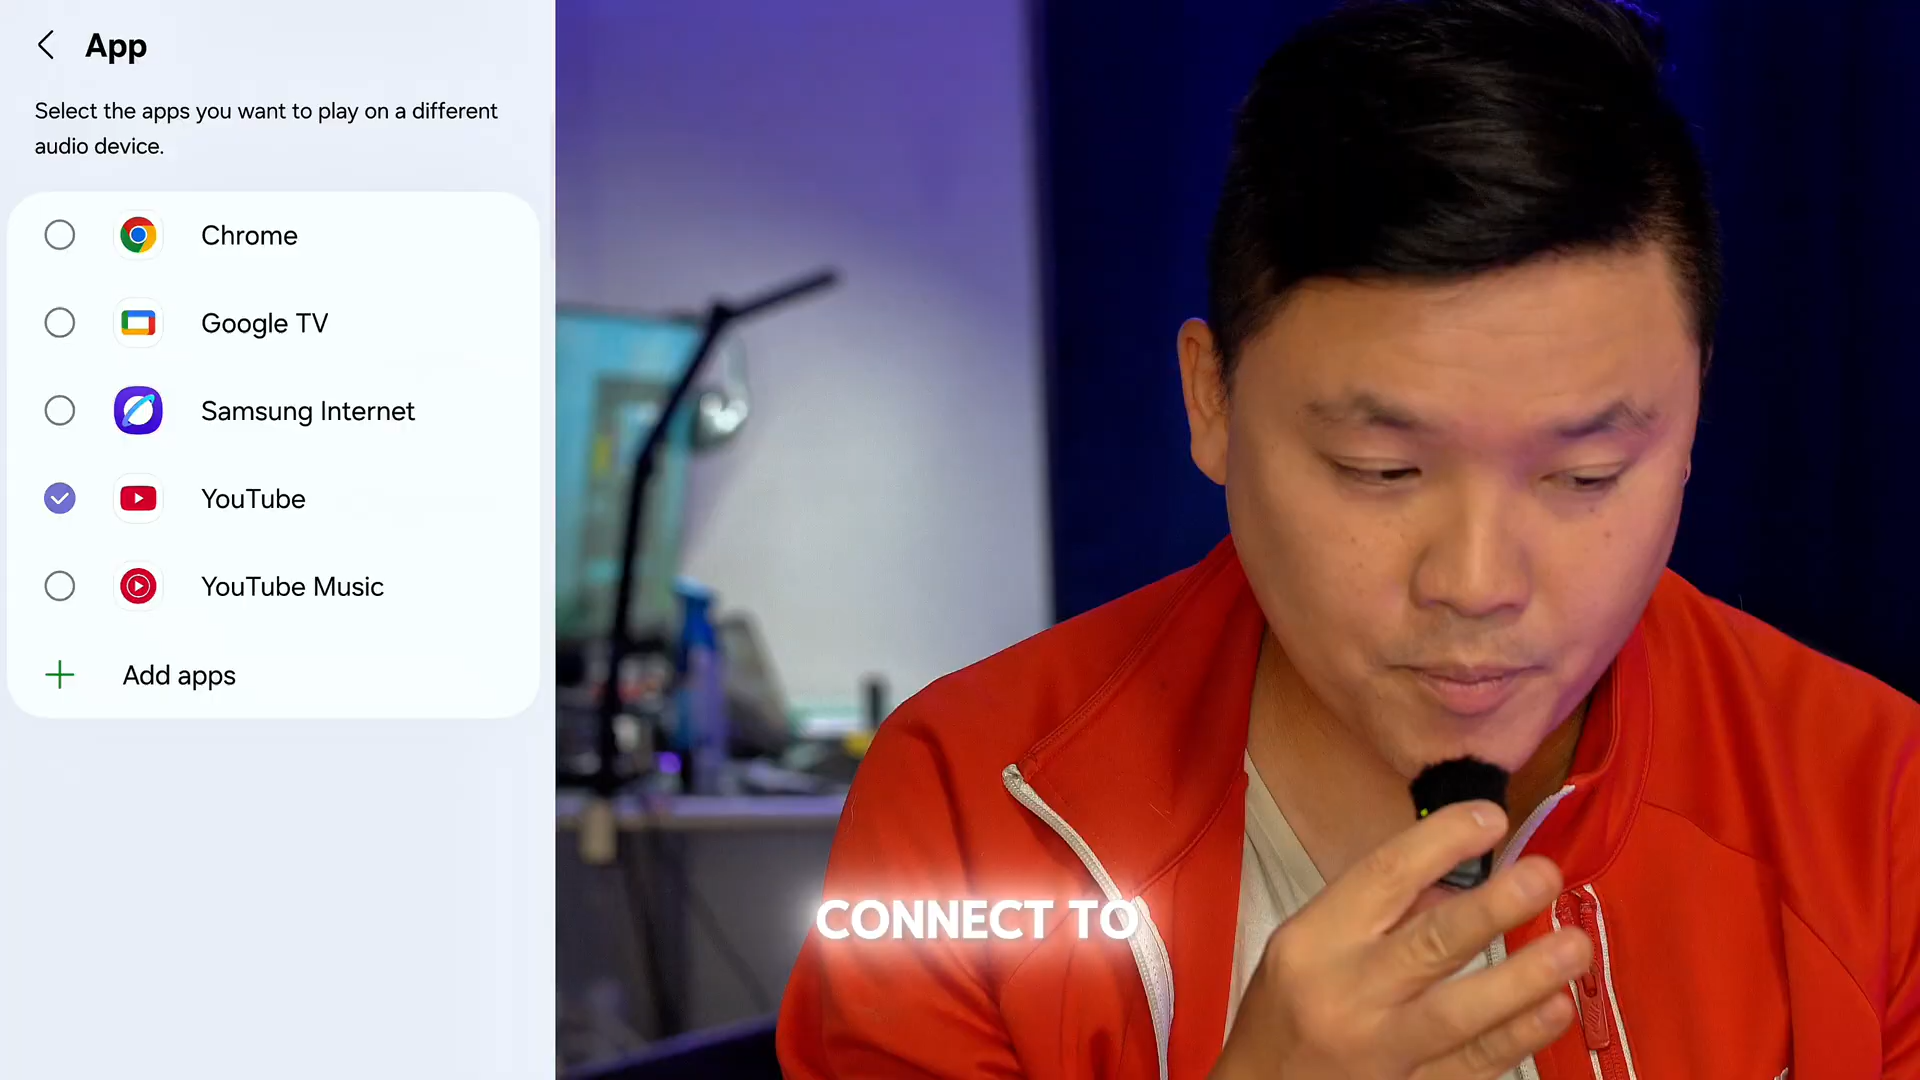 App
Select the apps you want to play on a different
audio device.
Chrome
Google TV
Samsung Internet
YouTube
YouTube Music
Add apps
CONNECT TO